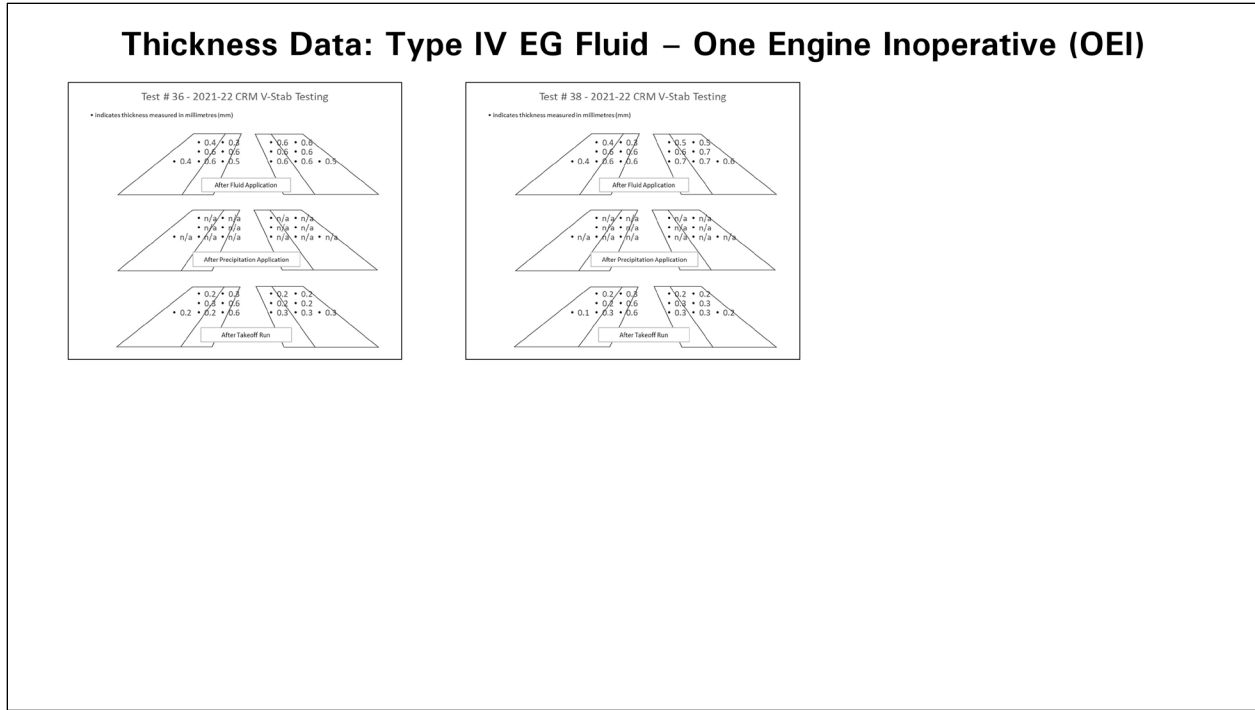 Thickness Data: Type IV EG Fluid – One Engine Inoperative (OEI)
Test # 36 - 2021-22 CRM V-Stab Testing
• indicates thickness measured in millimetres (mm)
• 0.4 • 0.3 • 0.6 • 0.6
• 0.6 • 0.6 • 0.6 • 0.6
• 0.4 • 0.6 • 0.5 • 0.6 • 0.6 • 0.5
After Fluid Application
• n/a • n/a • n/a • n/a
• n/a • n/a • n/a • n/a
• n/a • n/a • n/a • n/a • n/a • n/a
After Precipitation Application
• 0.2 • 0.3 • 0.2 • 0.2
• 0.3 • 0.6 • 0.2 • 0.2
• 0.2 • 0.2 • 0.6 • 0.3 • 0.3 • 0.3
After Takeoff Run
Test # 38 - 2021-22 CRM V-Stab Testing
• indicates thickness measured in millimetres (mm)
• 0.4 • 0.3 • 0.5 • 0.5
• 0.6 • 0.6 • 0.6 • 0.7
• 0.4 • 0.6 • 0.6 • 0.7 • 0.7 • 0.6
After Fluid Application
• n/a • n/a • n/a • n/a
• n/a • n/a • n/a • n/a
• n/a • n/a • n/a • n/a • n/a • n/a
After Precipitation Application
• 0.2 • 0.3 • 0.2 • 0.2
• 0.2 • 0.6 • 0.3 • 0.3
• 0.1 • 0.3 • 0.6 • 0.3 • 0.3 • 0.2
After Takeoff Run